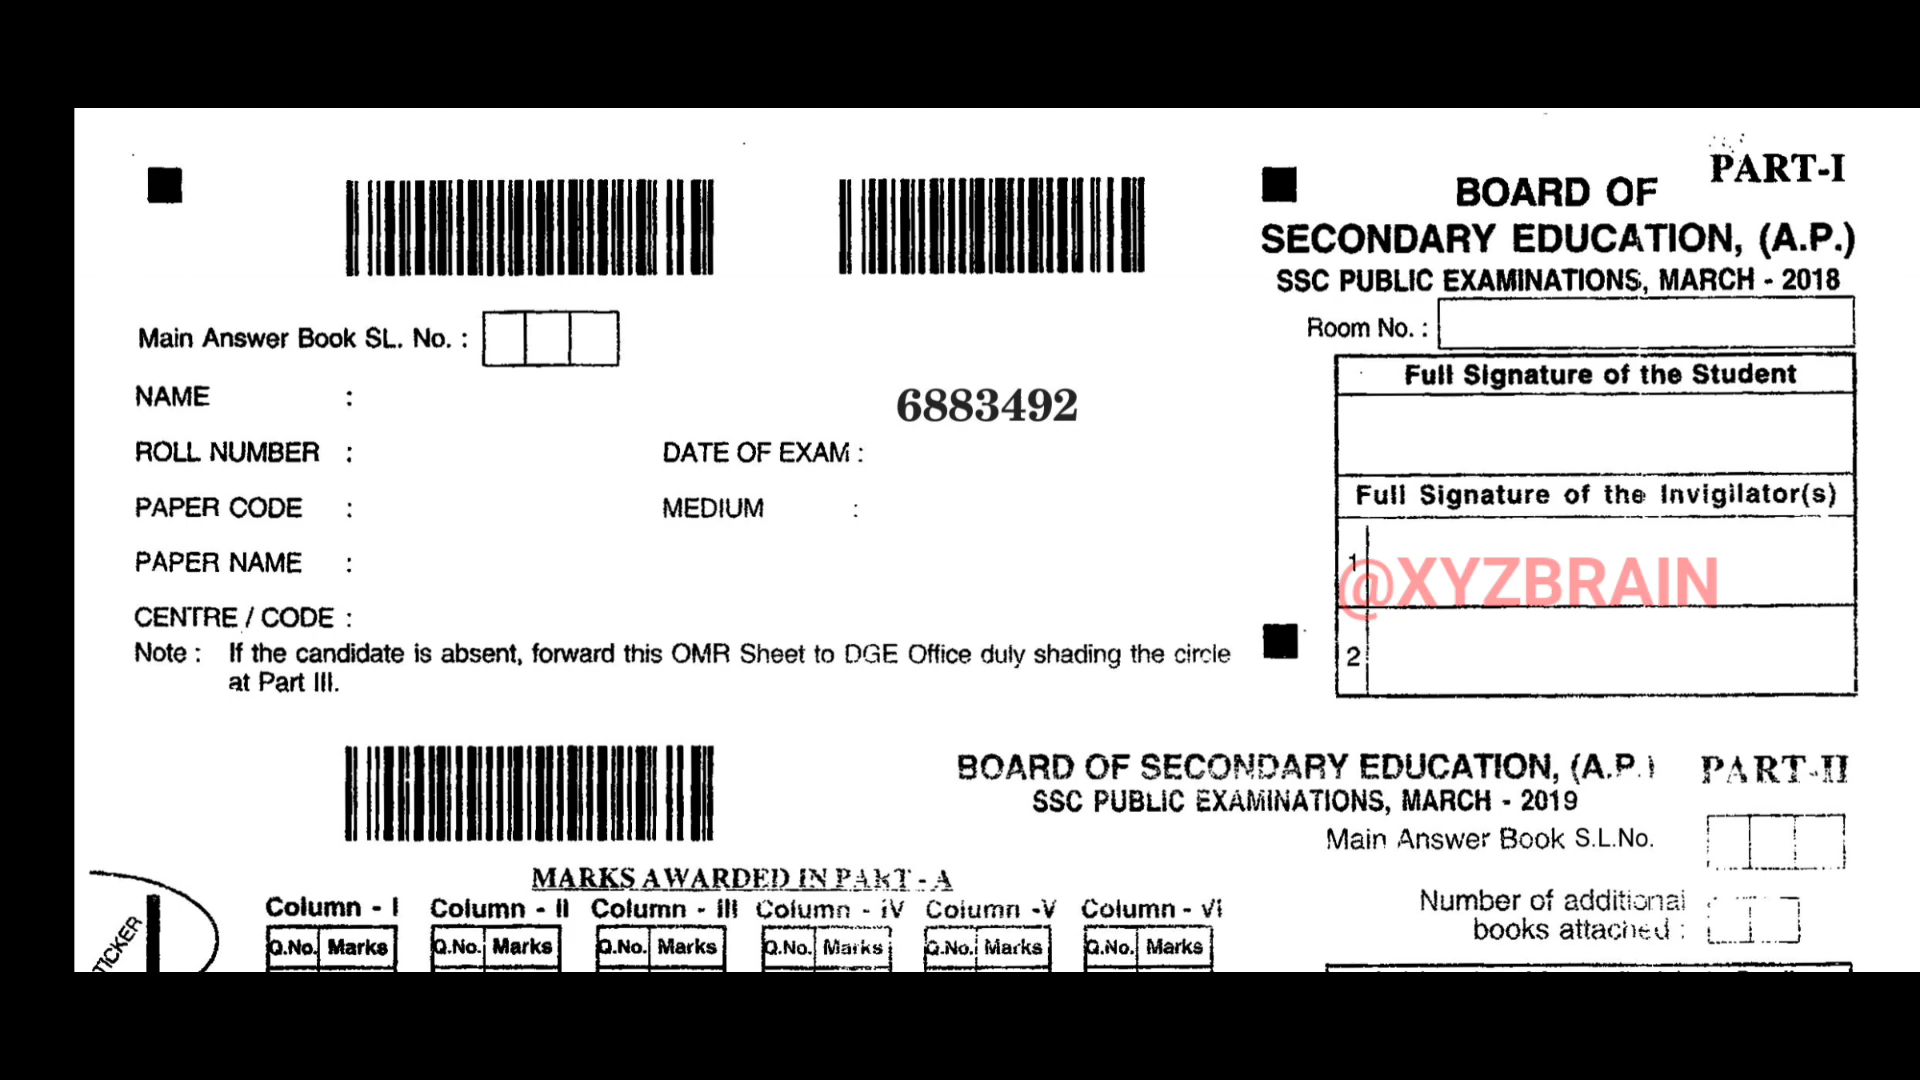 PART-I
BOARD OF
SECONDARY EDUCATION, (A.P.)
SSC PUBLIC EXAMINATIONS, MARCH - 2018
Main Answer Book SL. No. :
Room No. :
Full Signature of the Student
NAME :
6883492
ROLL NUMBER :
DATE OF EXAM :
PAPER CODE :
MEDIUM :
Full Signature of the Invigilator(s)
PAPER NAME :
1
@XYZBRAIN
CENTRE / CODE :
2
Note : If the candidate is absent, forward this OMR Sheet to DGE Office duly shading the circle
at Part III.
BOARD OF SECONDARY EDUCATION, (A.P.) PART-II
SSC PUBLIC EXAMINATIONS, MARCH - 2019
Main Answer Book S.L.No.
MARKS AWARDED IN PART - A
Number of additional
books attached :
Column - I Column - II Column - III Column - IV Column -V Column - VI
Q.No. Marks Q.No. Marks Q.No. Marks Q.No. Marks Q.No. Marks Q.No. Marks